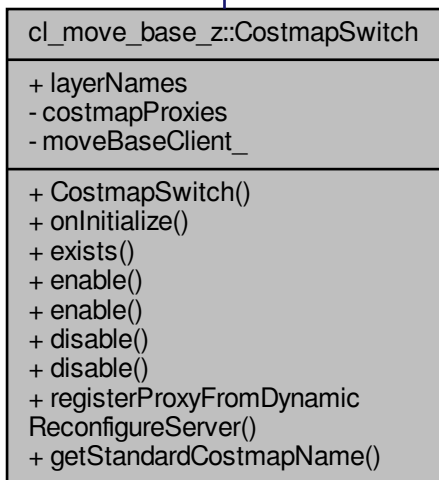 cl_move_base_z::CostmapSwitch
+ layerNames
- costmapProxies
- moveBaseClient_
+ CostmapSwitch()
+ onInitialize()
+ exists()
+ enable()
+ enable()
+ disable()
+ disable()
+ registerProxyFromDynamic
ReconfigureServer()
+ getStandardCostmapName()